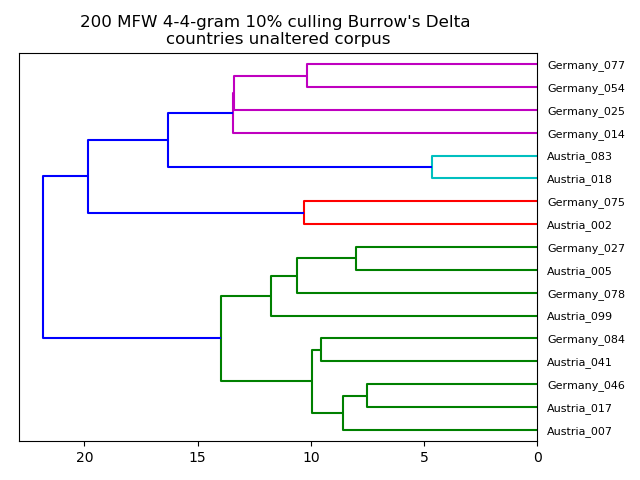 200 MFW 4-4-gram 10% culling Burrow's Delta
countries unaltered corpus
Germany_077
Germany_054
Germany_025
Germany_014
Austria_083
Austria_018
Germany_075
Austria_002
Germany_027
Austria_005
Germany_078
Austria_099
Germany_084
Austria_041
Germany_046
Austria_017
Austria_007
20 15 10 5 0